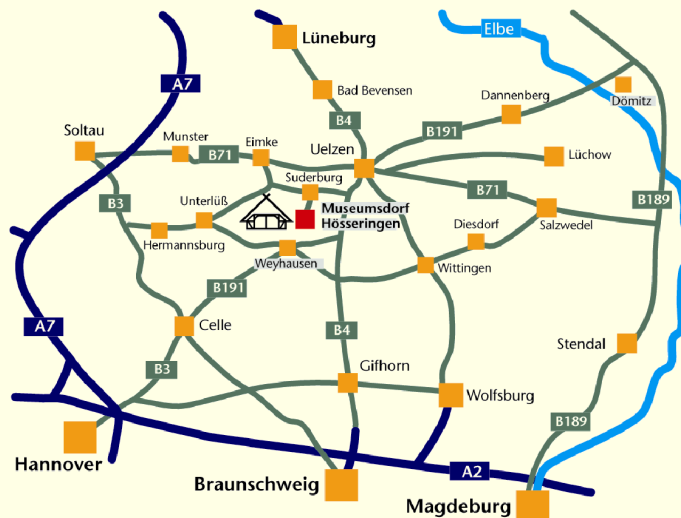 Elbe
Lüneburg
A7
Bad Bevensen
Dannenberg
Dömitz
B4
B191
Soltau
Munster
B71
Eimke
Uelzen
Lüchow
Suderburg
B71
B189
B3
Unterlüß
Museumsdorf
Hösseringen
Diesdorf
Salzwedel
Hermannsburg
Weyhausen
Wittingen
B191
A7
Celle
B4
Stendal
B3
Gifhorn
Wolfsburg
B189
Hannover
A2
Braunschweig
Magdeburg